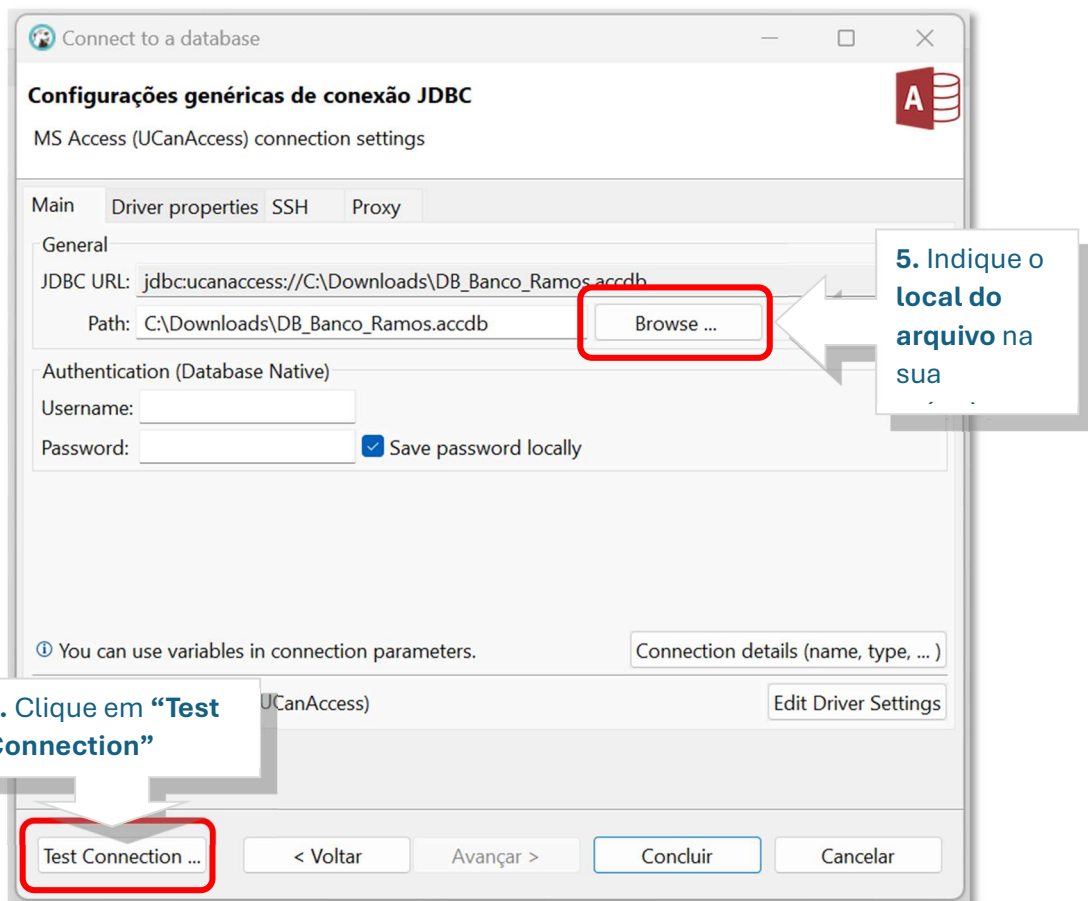 Connect to a database
Configurações genéricas de conexão JDBC
A
MS Access (UCanAccess) connection settings
Main Driver properties SSH Proxy
General
JDBC URL: jdbc:ucanaccess://C:\Downloads\DB_Banco_Ramos.accdb
Path: C:\Downloads\DB_Banco_Ramos.accdb Browse ...
5. Indique o
local do
arquivo na
sua
Authentication (Database Native)
Username:
Password: Save password locally
You can use variables in connection parameters. Connection details (name, type, ... )
. Clique em “Test
Connection”
UCanAccess) Edit Driver Settings
Test Connection ... < Voltar Avançar > Concluir Cancelar